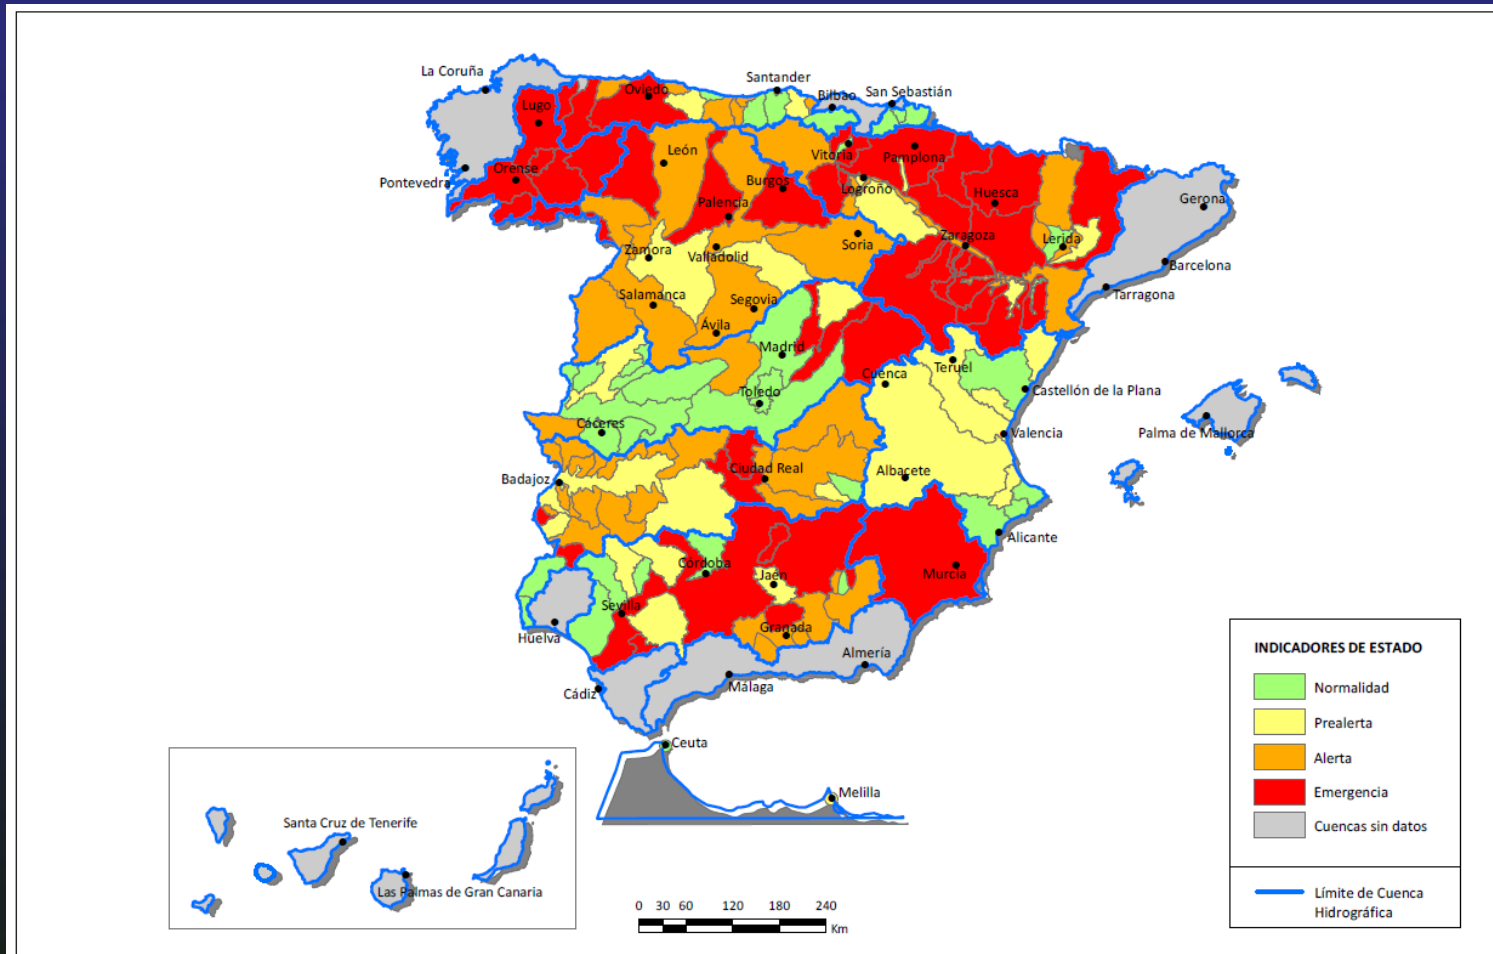 La Coruña
Santander
Bilbao
San Sebastián
Oviedo
Lugo
Vitoria
Pamplona
León
Pontevedra
Orense
Burgos
Logroño
Huesca
Gerona
Palencia
Zaragoza
Lerida
Soria
Zamora
Valladolid
Barcelona
Salamanca
Segovia
Tarragona
Ávila
Madrid
Teruel
Cuenca
Toledo
Castellón de la Plana
Cáceres
Valencia
Palma de Mallorca
Ciudad Real
Albacete
Badajoz
Alicante
Córdoba
Jaén
Murcia
Sevilla
Granada
Huelva
Almería
Málaga
Cádiz
Ceuta
Melilla
Santa Cruz de Tenerife
Las Palmas de Gran Canaria
INDICADORES DE ESTADO
Normalidad
Prealerta
Alerta
Emergencia
Cuencas sin datos
Límite de Cuenca
Hidrográfica
0 30 60 120 180 240
Km